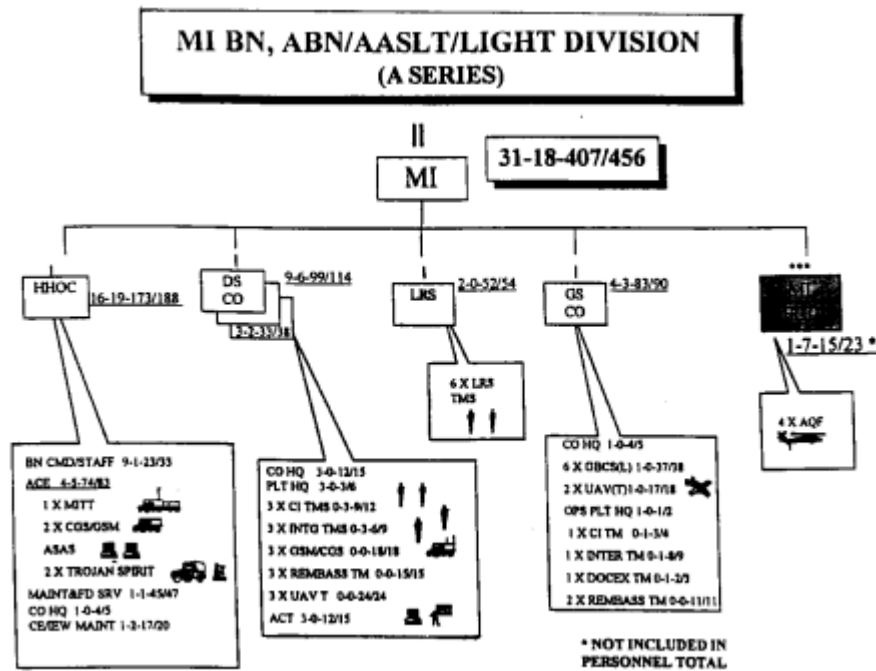 MI BN, ABN/AASLT/LIGHT DIVISION
(A SERIES)
31-18-407/456
MI
HHOC
16-19-173/188
DS
CO
9-6-99/114
LRS
2-0-52/54
GS
CO
4-3-83/90
1-7-15/23 *
6 X LRS
TMS
4 X AQF
BN CMD/STAFF 9-1-23/33
ACE 4-5-74/83
1 X MITT
2 X CGS/GSM
ASAS
2 X TROJAN SPIRIT
MAINT&FD SRV 1-1-45/47
CO HQ 1-0-4/5
CE/IEW MAINT 1-2-17/20
CO HQ 3-0-12/15
PLT HQ 3-0-3/6
3 X CI TMS 0-3-9/12
3 X INTG TMS 0-3-6/9
3 X GSM/CGS 0-0-18/18
3 X REMBASS TM 0-0-15/15
3 X UAV T 0-0-24/24
ACT 3-0-12/15
CO HQ 1-0-4/5
6 X GBCS(L) 1-0-37/38
2 X UAV(T) 1-0-17/18
OPS PLT HQ 1-0-1/2
1 X CI TM 0-1-3/4
1 X INTER TM 0-1-8/9
1 X DOCEX TM 0-1-2/3
2 X REMBASS TM 0-0-11/11
* NOT INCLUDED IN
PERSONNEL TOTAL